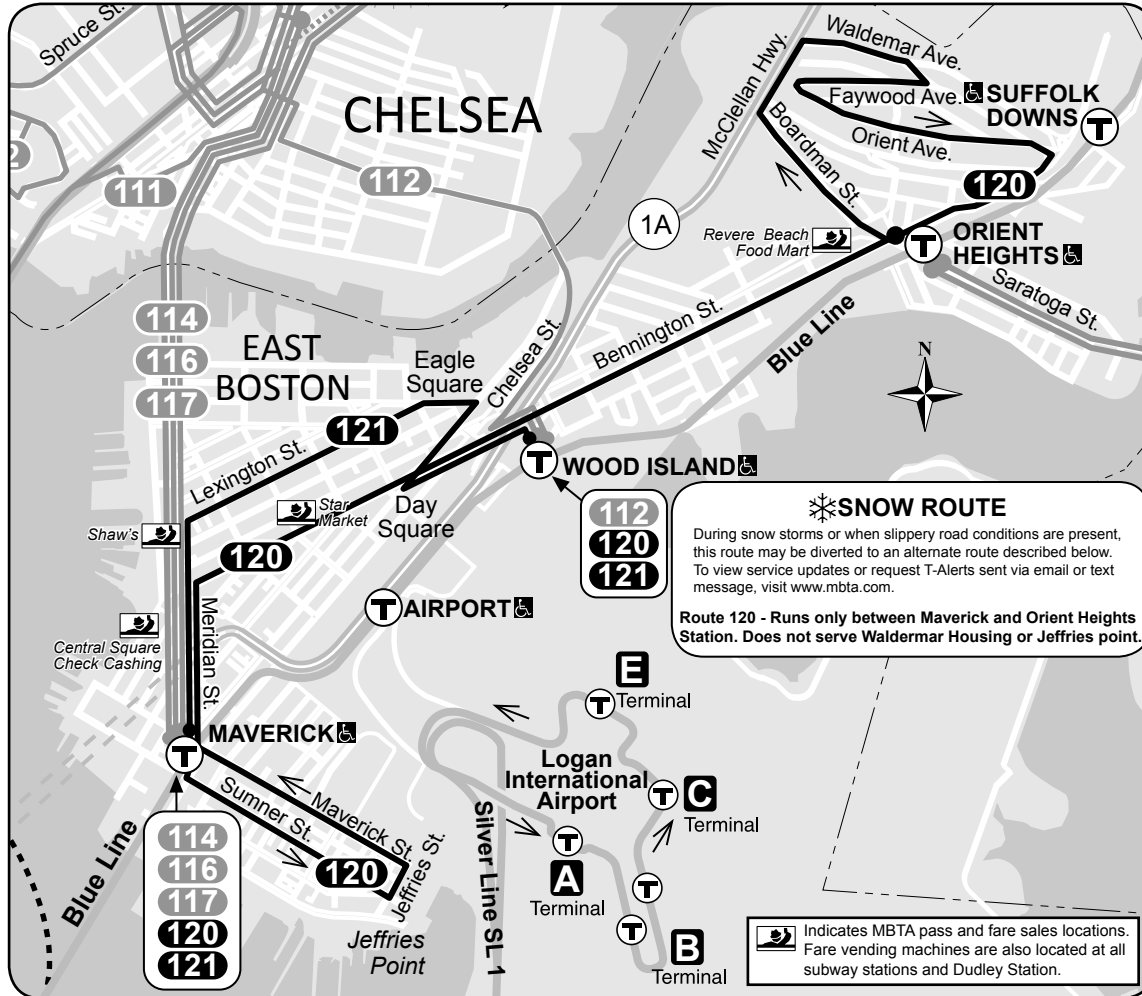 Spruce St.
CHELSEA
McClellan Hwy.
Waldemar Ave.
Faywood Ave.
SUFFOLK
DOWNS
T
Orient Ave.
Boardman St.
120
2
111
112
1A
Revere Beach
Food Mart
T
ORIENT
HEIGHTS
Saratoga St.
114
116
117
EAST
BOSTON
Eagle
Square
Chelsea St.
Bennington St.
Blue Line
N
121
Lexington St.
T
WOOD ISLAND
Star
Market
Day
Square
Shaw's
120
112
120
121
SNOW ROUTE
During snow storms or when slippery road conditions are present,
this route may be diverted to an alternate route described below.
To view service updates or request T-Alerts sent via email or text
message, visit www.mbta.com.
Route 120 - Runs only between Maverick and Orient Heights
Station. Does not serve Waldermar Housing or Jeffries point.
T
AIRPORT
Meridian St.
Central Square
Check Cashing
MAVERICK
T
E
Terminal
T
Logan
International
Airport
T
C
Terminal
Sumner St.
Maverick St.
Jeffries St.
120
Silver Line SL 1
T
A
Terminal
T
T
B
Terminal
Blue Line
114
116
117
120
121
Jeffries
Point
Indicates MBTA pass and fare sales locations.
Fare vending machines are also located at all
subway stations and Dudley Station.